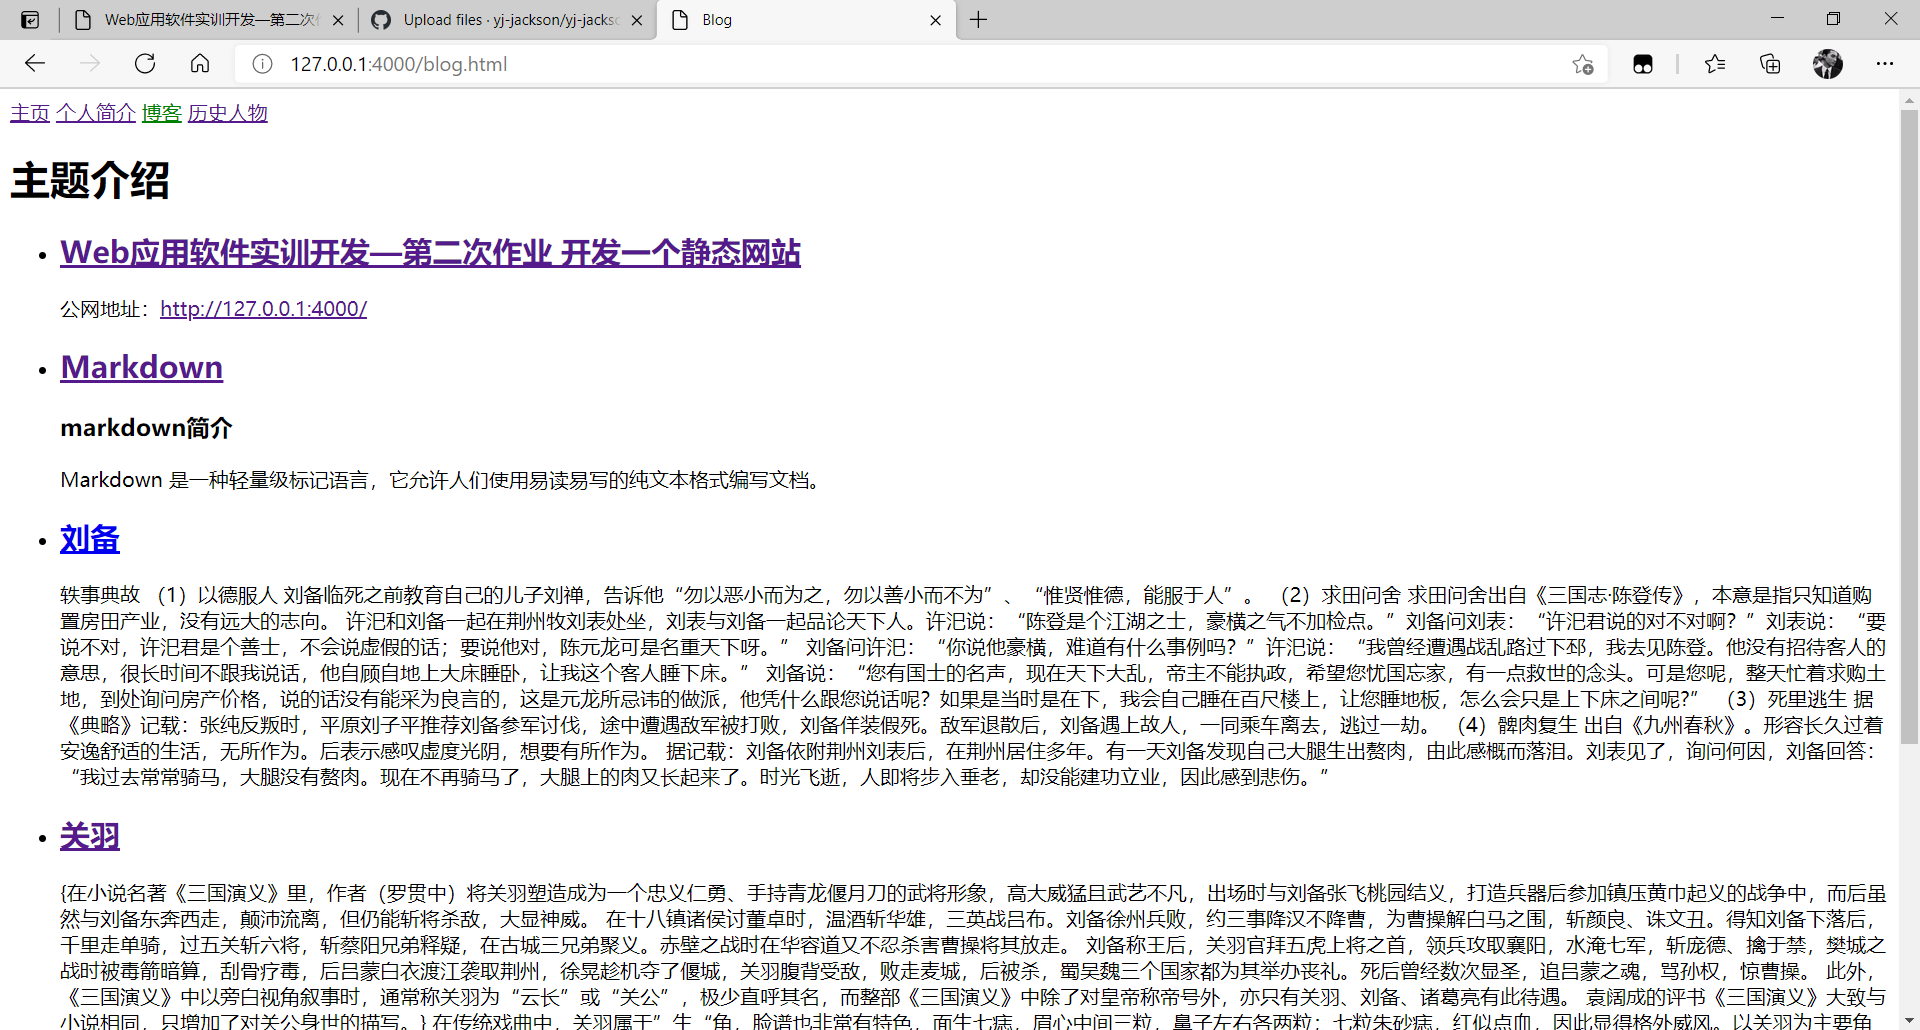 Web应用软件实训开发—第二次
Upload files · yj-jackson/yj-jacks
Blog
127.0.0.1:4000/blog.html
主页 个人简介 博客 历史人物
主题介绍
Web应用软件实训开发—第二次作业 开发一个静态网站
公网地址：http://127.0.0.1:4000/
Markdown
markdown简介
Markdown 是一种轻量级标记语言，它允许人们使用易读易写的纯文本格式编写文档。
刘备
轶事典故 （1）以德服人 刘备临死之前教育自己的儿子刘禅，告诉他“勿以恶小而为之，勿以善小而不为”、“惟贤惟德，能服于人”。 （2）求田问舍 求田问舍出自《三国志·陈登传》，本意是指只知道购
置房田产业，没有远大的志向。 许汜和刘备一起在荆州牧刘表处坐，刘表与刘备一起品论天下人。许汜说：“陈登是个江湖之士，豪横之气不加检点。”刘备问刘表：“许汜君说的对不对啊？”刘表说：“要
说不对，许汜君是个善士，不会说虚假的话；要说他对，陈元龙可是名重天下呀。” 刘备问许汜：“你说他豪横，难道有什么事例吗？”许汜说：“我曾经遭遇战乱路过下邳，我去见陈登。他没有招待客人的
意思，很长时间不跟我说话，他自顾自地上大床睡卧，让我这个客人睡下床。” 刘备说：“您有国士的名声，现在天下大乱，帝主不能执政，希望您忧国忘家，有一点救世的念头。可是您呢，整天忙着求购土
地，到处询问房产价格，说的话没有能采为良言的，这是元龙所忌讳的做派，他凭什么跟您说话呢？如果是当时是在下，我会自己睡在百尺楼上，让您睡地板，怎么会只是上下床之间呢？” （3）死里逃生 据
《典略》记载：张纯反叛时，平原刘子平推荐刘备参军讨伐，途中遭遇敌军被打败，刘备佯装假死。敌军退散后，刘备遇上故人，一同乘车离去，逃过一劫。 （4）髀肉复生 出自《九州春秋》。形容长久过着
安逸舒适的生活，无所作为。后表示感叹虚度光阴，想要有所作为。 据记载：刘备依附荆州刘表后，在荆州居住多年。有一天刘备发现自己大腿生出赘肉，由此感概而落泪。刘表见了，询问何因，刘备回答：
“我过去常常骑马，大腿没有赘肉。现在不再骑马了，大腿上的肉又长起来了。时光飞逝，人即将步入垂老，却没能建功立业，因此感到悲伤。”
关羽
{在小说名著《三国演义》里，作者（罗贯中）将关羽塑造成为一个忠义仁勇、手持青龙偃月刀的武将形象，高大威猛且武艺不凡，出场时与刘备张飞桃园结义，打造兵器后参加镇压黄巾起义的战争中，而后虽
然与刘备东奔西走，颠沛流离，但仍能斩将杀敌，大显神威。 在十八镇诸侯讨董卓时，温酒斩华雄，三英战吕布。刘备徐州兵败，约三事降汉不降曹，为曹操解白马之围，斩颜良、诛文丑。得知刘备下落后，
千里走单骑，过五关斩六将，斩蔡阳兄弟释疑，在古城三兄弟聚义。赤壁之战时在华容道又不忍杀害曹操将其放走。 刘备称王后，关羽官拜五虎上将之首，领兵攻取襄阳，水淹七军，斩庞德、擒于禁，樊城之
战时被毒箭暗算，刮骨疗毒，后吕蒙白衣渡江袭取荆州，徐晃趁机夺了偃城，关羽腹背受敌，败走麦城，后被杀，蜀吴魏三个国家都为其举办丧礼。死后曾经数次显圣，追吕蒙之魂，骂孙权，惊曹操。 此外，
《三国演义》中以旁白视角叙事时，通常称关羽为“云长”或“关公”，极少直呼其名，而整部《三国演义》中除了对皇帝称帝号外，亦只有关羽、刘备、诸葛亮有此待遇。 袁阔成的评书《三国演义》大致与
小说相同，只增加了对关公身世的描写。} 在传统戏曲中，关羽属于”生“角，脸谱也非常有特色，面生七痣，眉心中间三粒，鼻子左右各两粒；七粒朱砂痣，红似点血，因此显得格外威风。以关羽为主要角